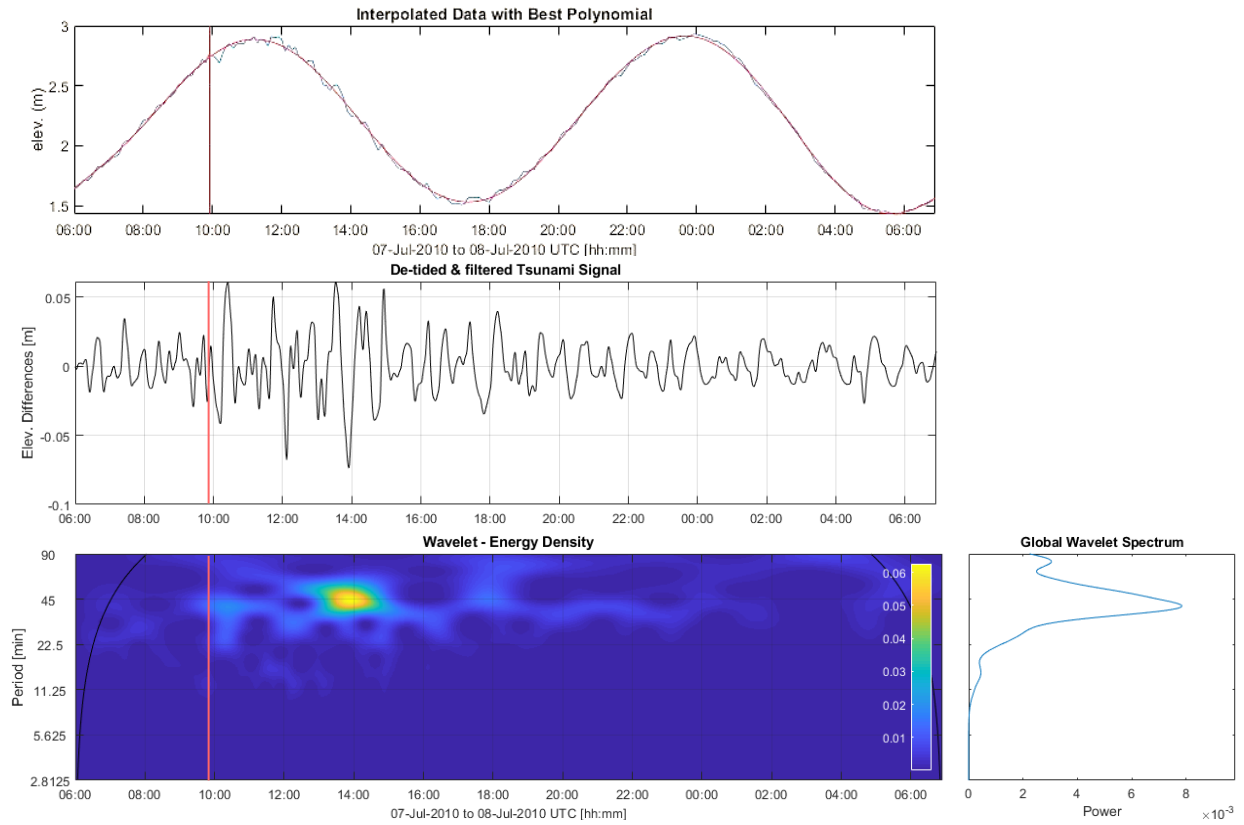 Interpolated Data with Best Polynomial
elev. (m)
3
2.5
2
1.5
06:00 08:00 10:00 12:00 14:00 16:00 18:00 20:00 22:00 00:00 02:00 04:00 06:00
07-Jul-2010 to 08-Jul-2010 UTC [hh:mm]
De-tided & filtered Tsunami Signal
Elev. Differences [m]
0.05
0
-0.05
-0.1
06:00 08:00 10:00 12:00 14:00 16:00 18:00 20:00 22:00 00:00 02:00 04:00 06:00
Wavelet - Energy Density
Period [min]
90
45
22.5
11.25
5.625
2.8125
0.06
0.05
0.04
0.03
0.02
0.01
06:00 08:00 10:00 12:00 14:00 16:00 18:00 20:00 22:00 00:00 02:00 04:00 06:00
07-Jul-2010 to 08-Jul-2010 UTC [hh:mm]
Global Wavelet Spectrum
0 2 4 6 8
Power
×10⁻³